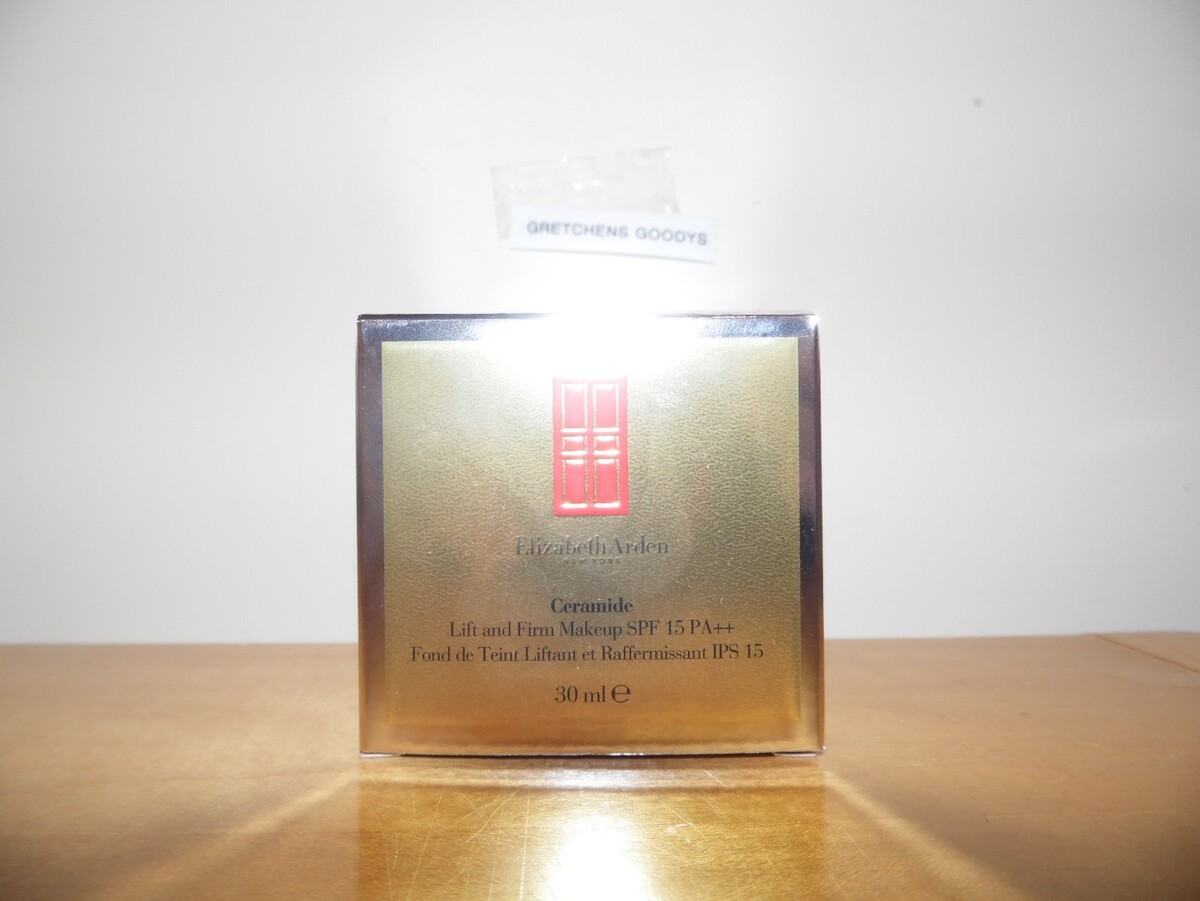 GRETCHENS GOODYS
Elizabeth Arden
NEW YORK
Ceramide
Lift and Firm Makeup SPF 15 PA++
Fond de Teint Liftant et Raffermissant IPS 15
30 ml ℮